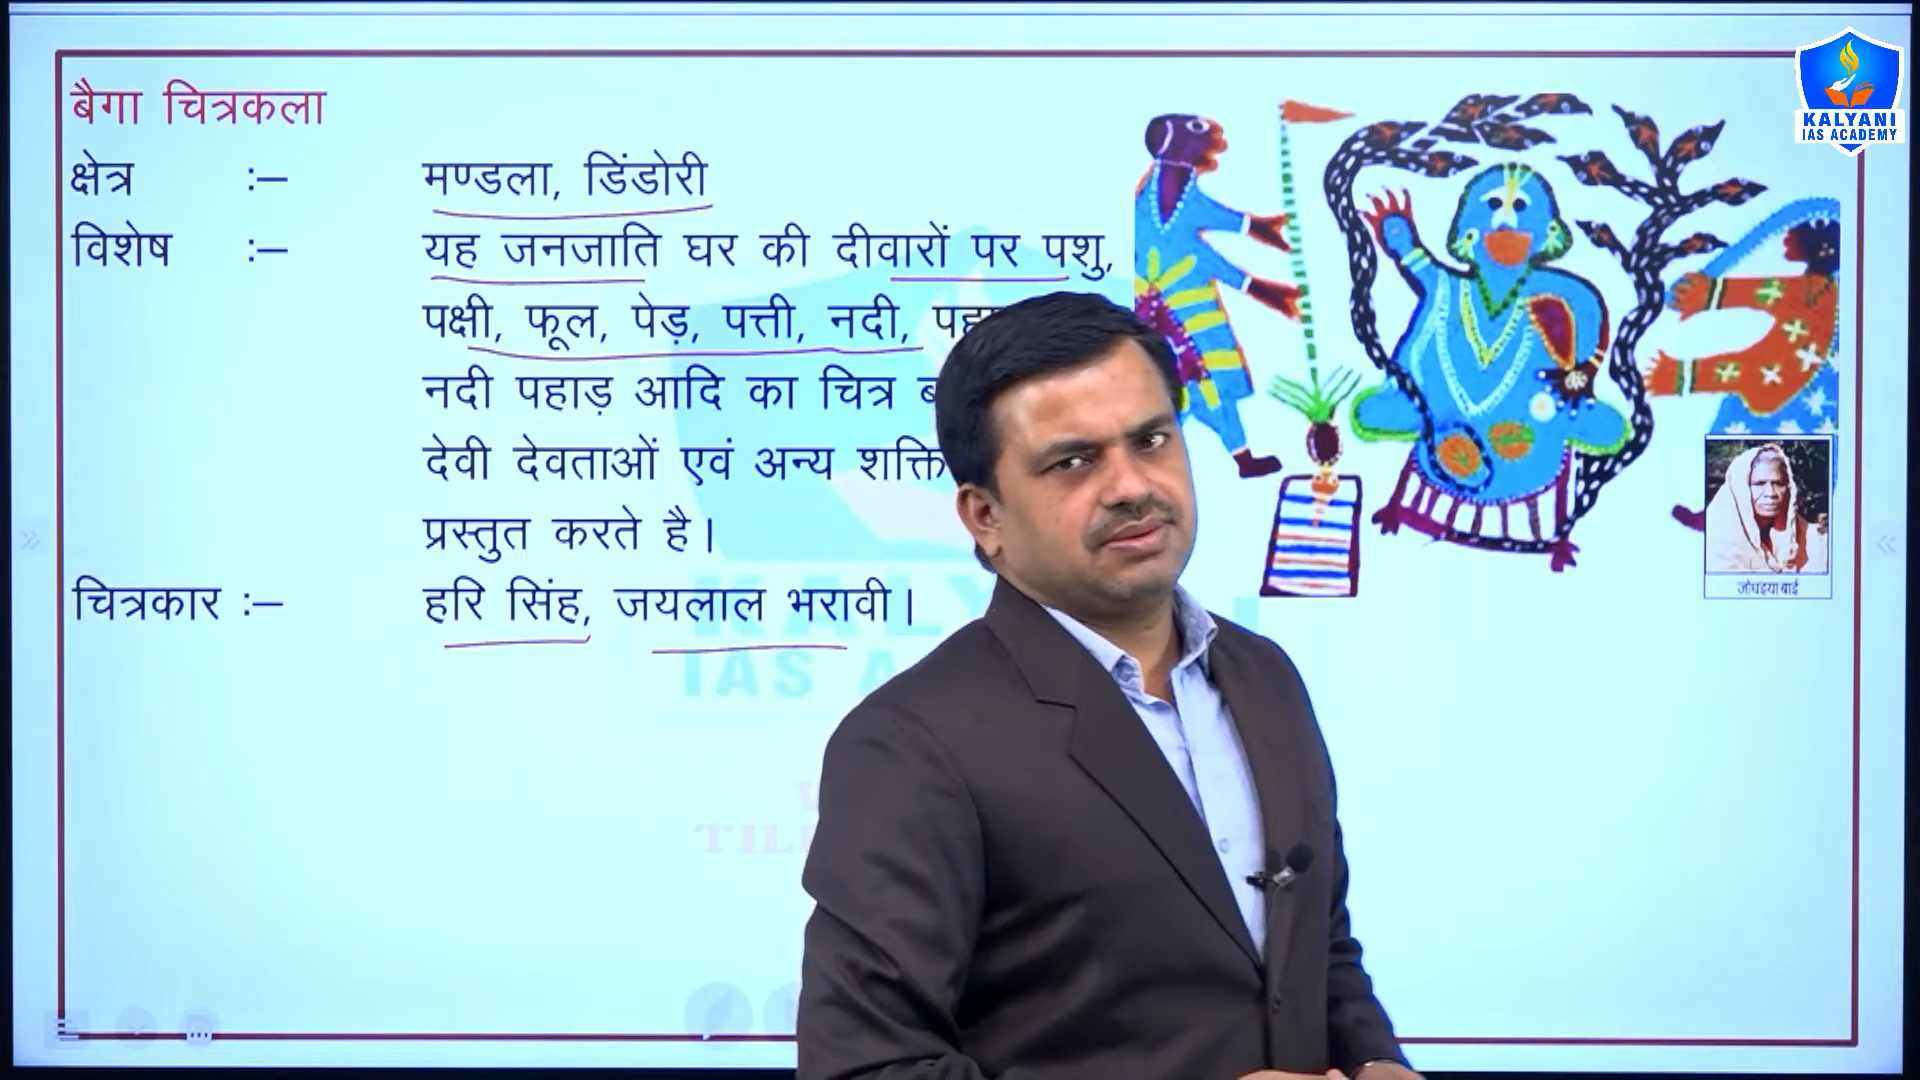 बैगा चित्रकला
क्षेत्र :– मण्डला, डिंडोरी
विशेष :– यह जनजाति घर की दीवारों पर पशु,
पक्षी, फूल, पेड़, पत्ती, नदी,
नदी पहाड़ आदि का चित्र
देवी देवताओं एवं अन्य
प्रस्तुत करते है।
चित्रकार :– हरि सिंह, जयलाल भरावी।
जोधइया बाई
KALYANI
IAS ACADEMY